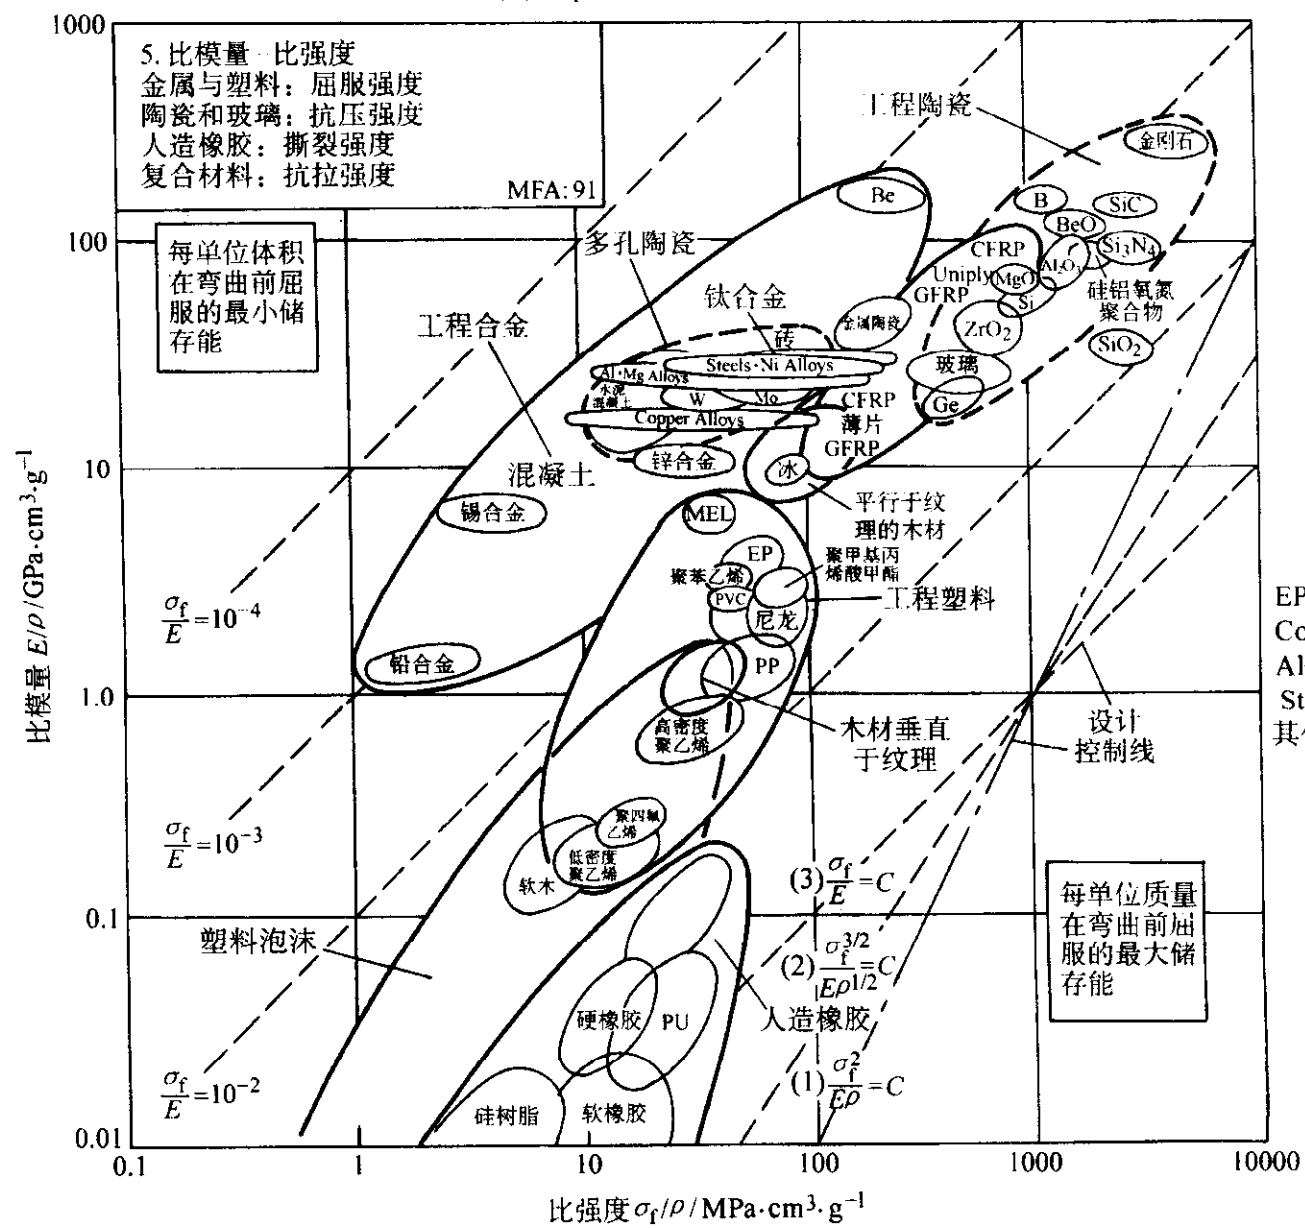 1000
5. 比模量-比强度
金属与塑料：屈服强度
陶瓷和玻璃：抗压强度
人造橡胶：撕裂强度
复合材料：抗拉强度
MFA: 91
工程陶瓷
金刚石
Be
B
SiC
BeO
Si₃N₄
100
每单位体积
在弯曲前屈
服的最小储
存能
多孔陶瓷
CFRP
Al₂O₃
Uniply
MgO
GFRP
Si
硅铝氧氮
聚合物
钛合金
工程合金
金属陶瓷
ZrO₂
SiO₂
砖
Steels·Ni Alloys
玻璃
Al·Mg Alloys
水泥
混凝土
W
Mo
Ge
CFRP
薄片
GFRP
Copper Alloys
锌合金
冰
10
混凝土
平行于纹
理的木材
锡合金
MEL
EP
聚甲基丙
烯酸甲酯
聚苯乙烯
PVC
工程塑料
尼龙
σf/E=10⁻⁴
EP
Co
Al
St
其
铅合金
PP
1.0
比模量 E/ρ/GPa·cm³·g⁻¹
高密度
聚乙烯
木材垂直
于纹理
设计
控制线
σf/E=10⁻³
聚四氟
乙烯
低密度
聚乙烯
软木
(3) σf/E=C
每单位质量
在弯曲前屈
服的最大储
存能
0.1
塑料泡沫
(2) σf^3/2/Eρ^1/2=C
硬橡胶
PU
人造橡胶
σf/E=10⁻²
(1) σf²/Eρ=C
硅树脂
软橡胶
0.01
0.1
1
10
100
1000
10000
比强度 σf/ρ/MPa·cm³·g⁻¹